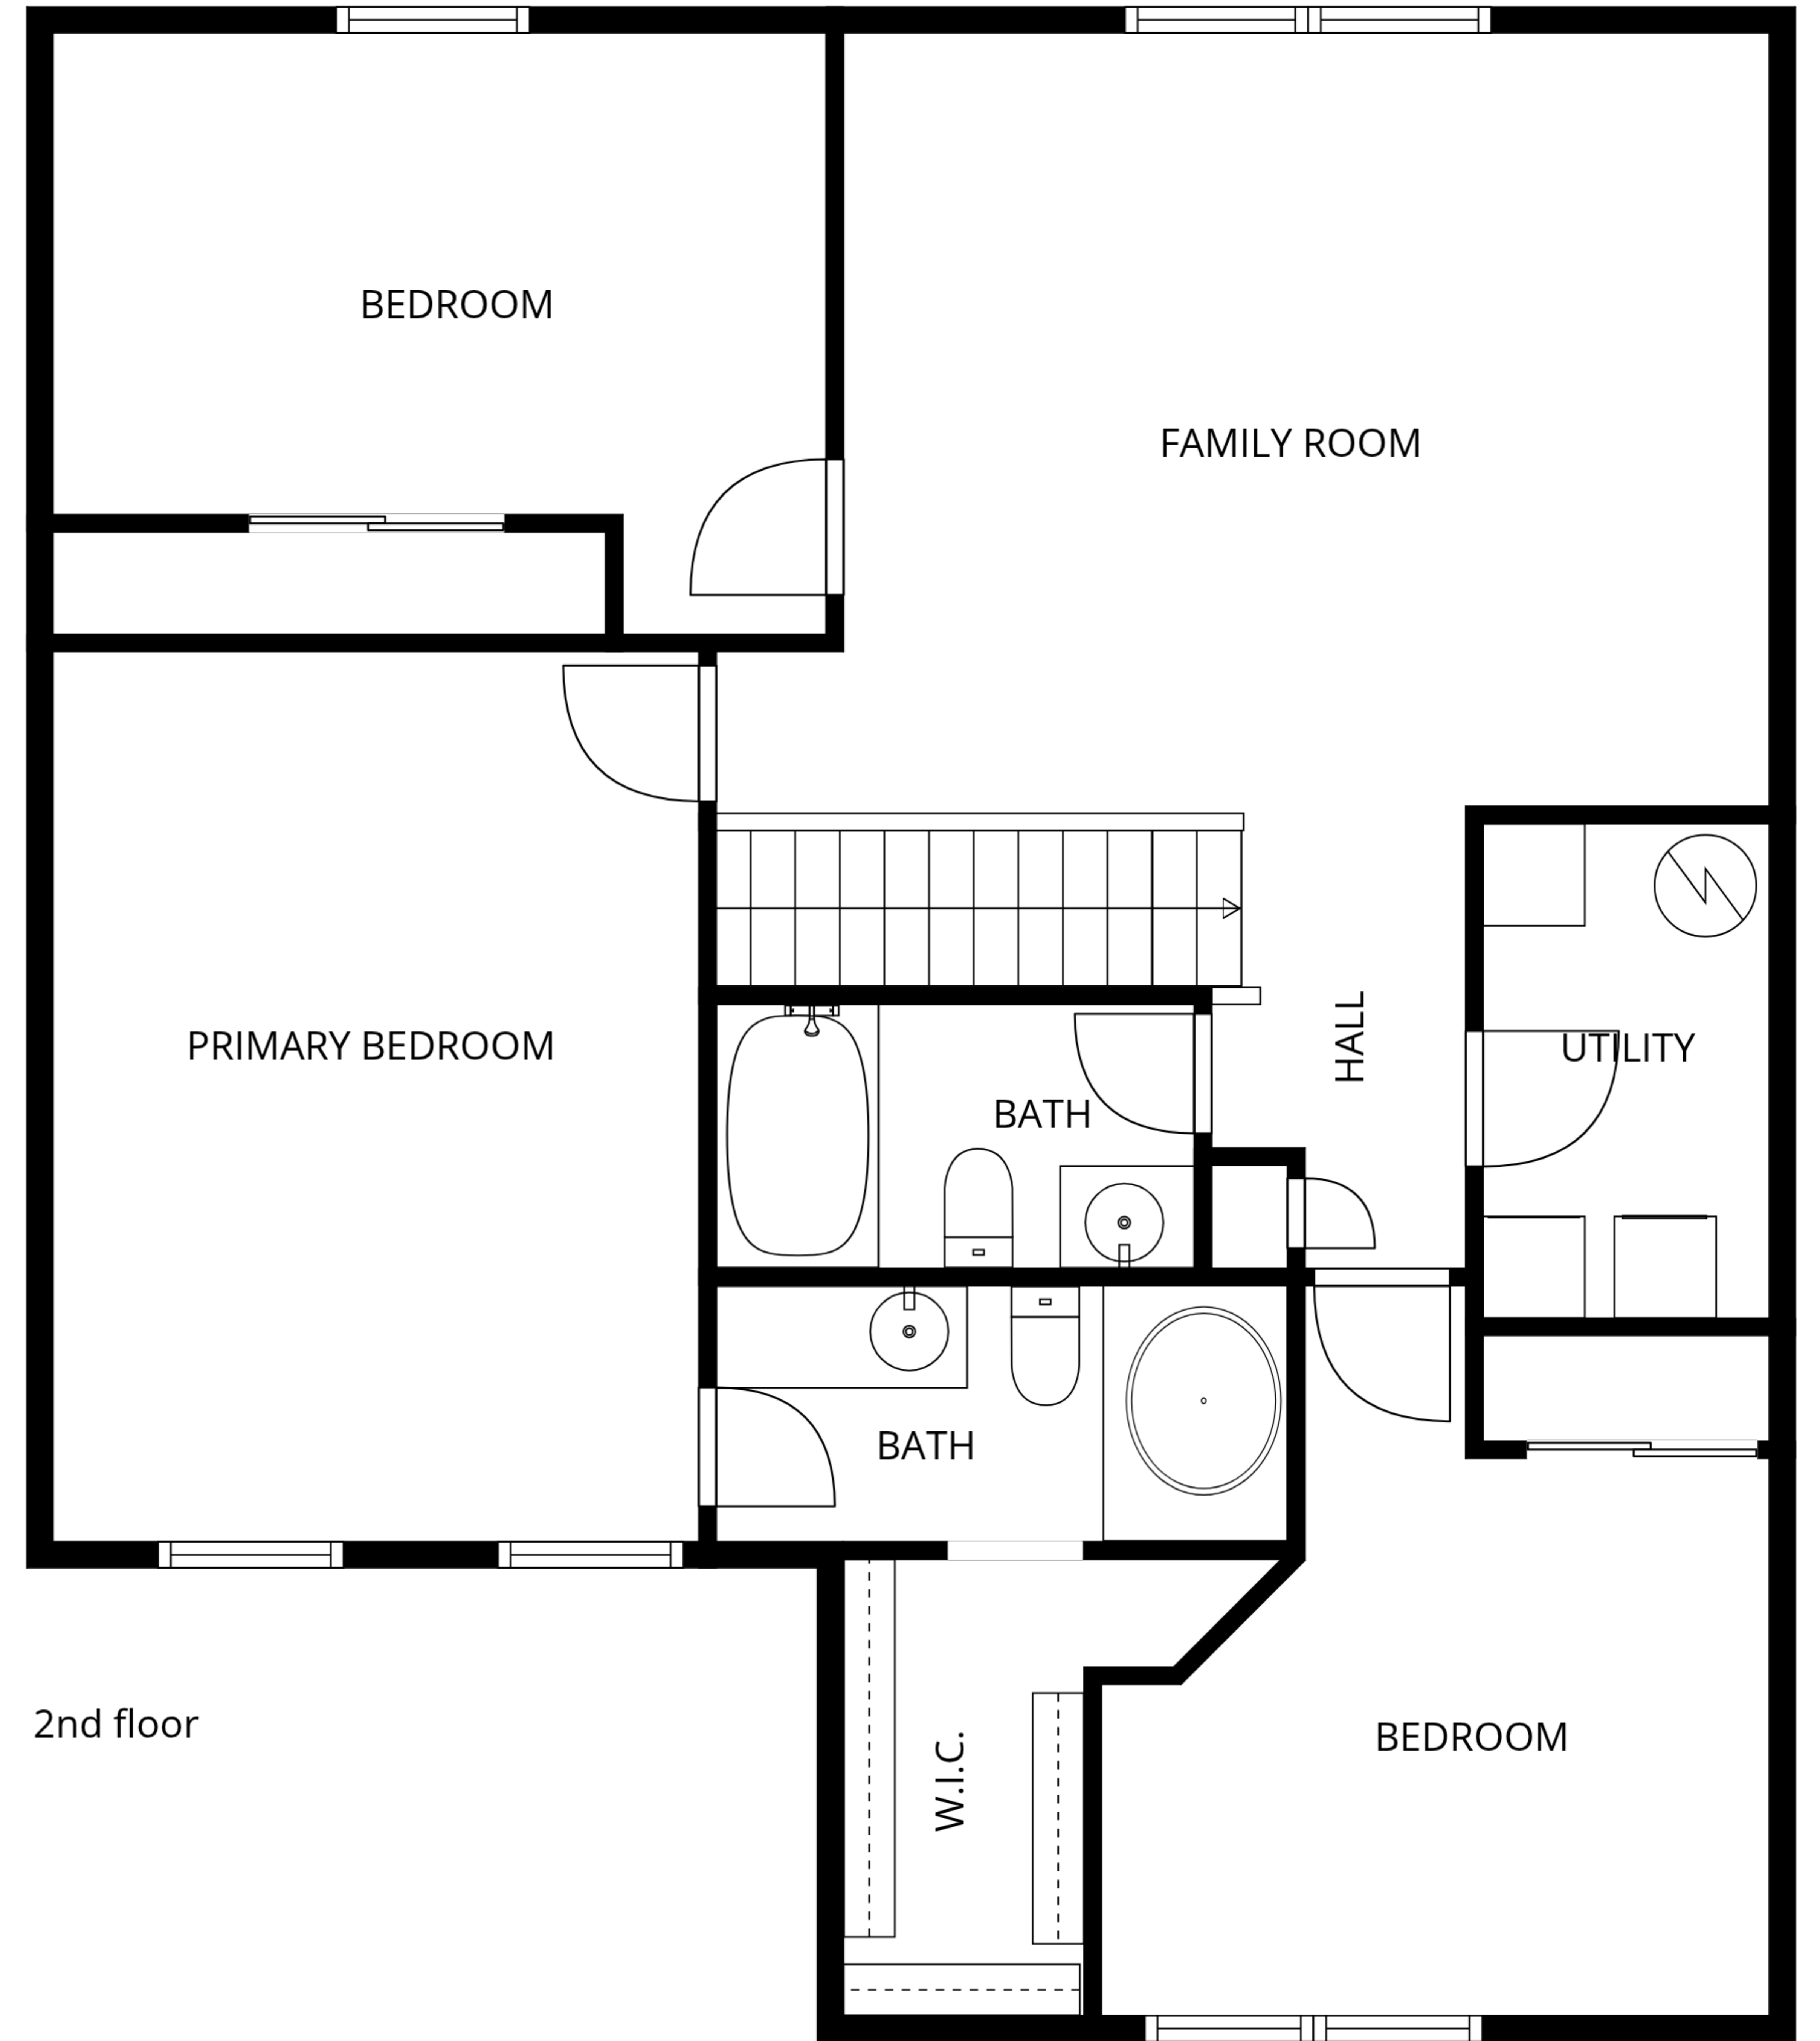 BEDROOM
FAMILY ROOM
PRIMARY BEDROOM
HALL
UTILITY
BATH
BATH
2nd floor
W.I.C.
BEDROOM